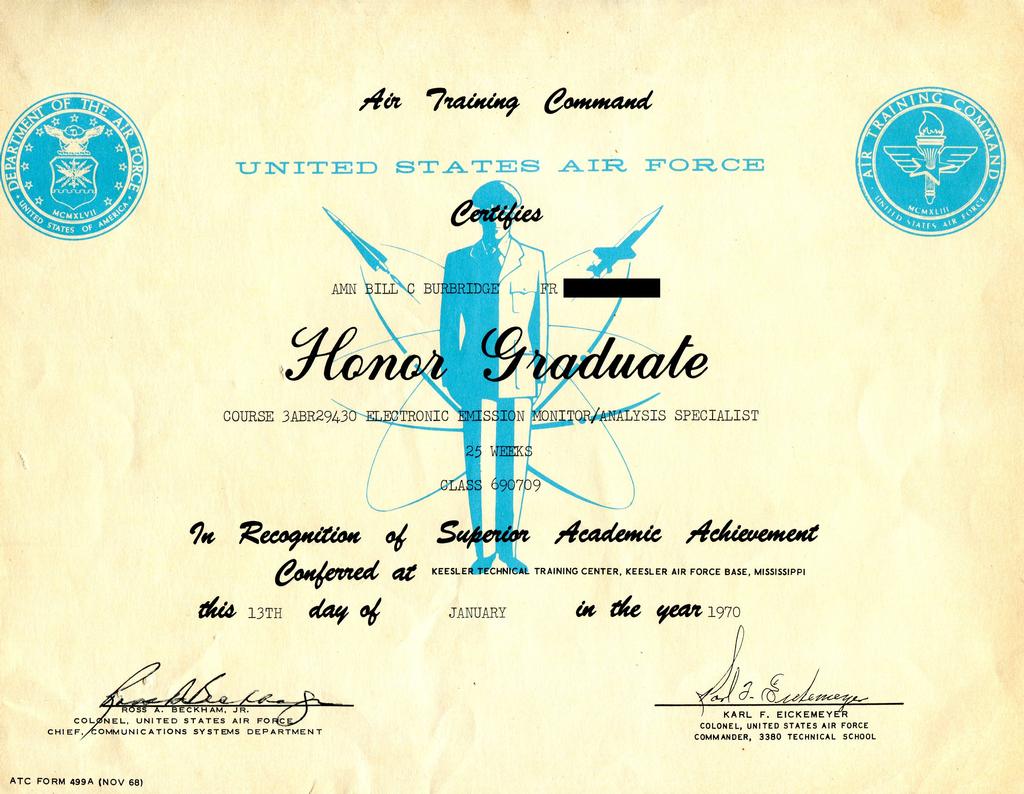 Air Training Command
DEPARTMENT OF THE AIR FORCE
MCMXLVII
UNITED STATES OF AMERICA
AIR TRAINING COMMAND
MCMXLIII
UNITED STATES AIR FORCE
UNITED STATES AIR FORCE
Certifies
AMN BILL C BURBRIDGE FR
Honor Graduate
COURSE 3ABR29430 ELECTRONIC EMISSION MONITOR/ANALYSIS SPECIALIST
25 WEEKS
CLASS 690709
In Recognition of Superior Academic Achievement
Conferred at KEESLER TECHNICAL TRAINING CENTER, KEESLER AIR FORCE BASE, MISSISSIPPI
this 13TH day of JANUARY in the year 1970
Ross A. Beckham Jr
ROSS A. BECKHAM, JR.
COLONEL, UNITED STATES AIR FORCE
CHIEF, COMMUNICATIONS SYSTEMS DEPARTMENT
Karl F. Eickemeyer
KARL F. EICKEMEYER
COLONEL, UNITED STATES AIR FORCE
COMMANDER, 3380 TECHNICAL SCHOOL
ATC FORM 499A (NOV 68)